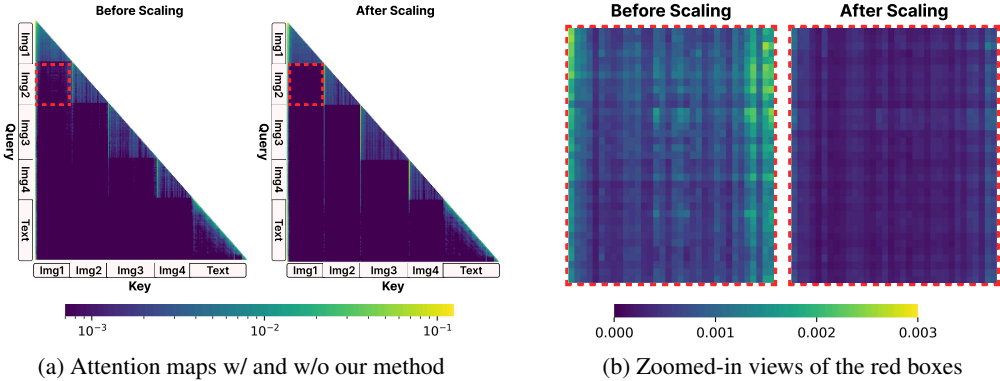 Before Scaling
After Scaling
Query
Img1
Img2
Img3
Img4
Text
Img1
Img2
Img3
Img4
Text
Key
Query
Img1
Img2
Img3
Img4
Text
Img1
Img2
Img3
Img4
Text
Key
10⁻³
10⁻²
10⁻¹
(a) Attention maps w/ and w/o our method
Before Scaling
After Scaling
0.000
0.001
0.002
0.003
(b) Zoomed-in views of the red boxes